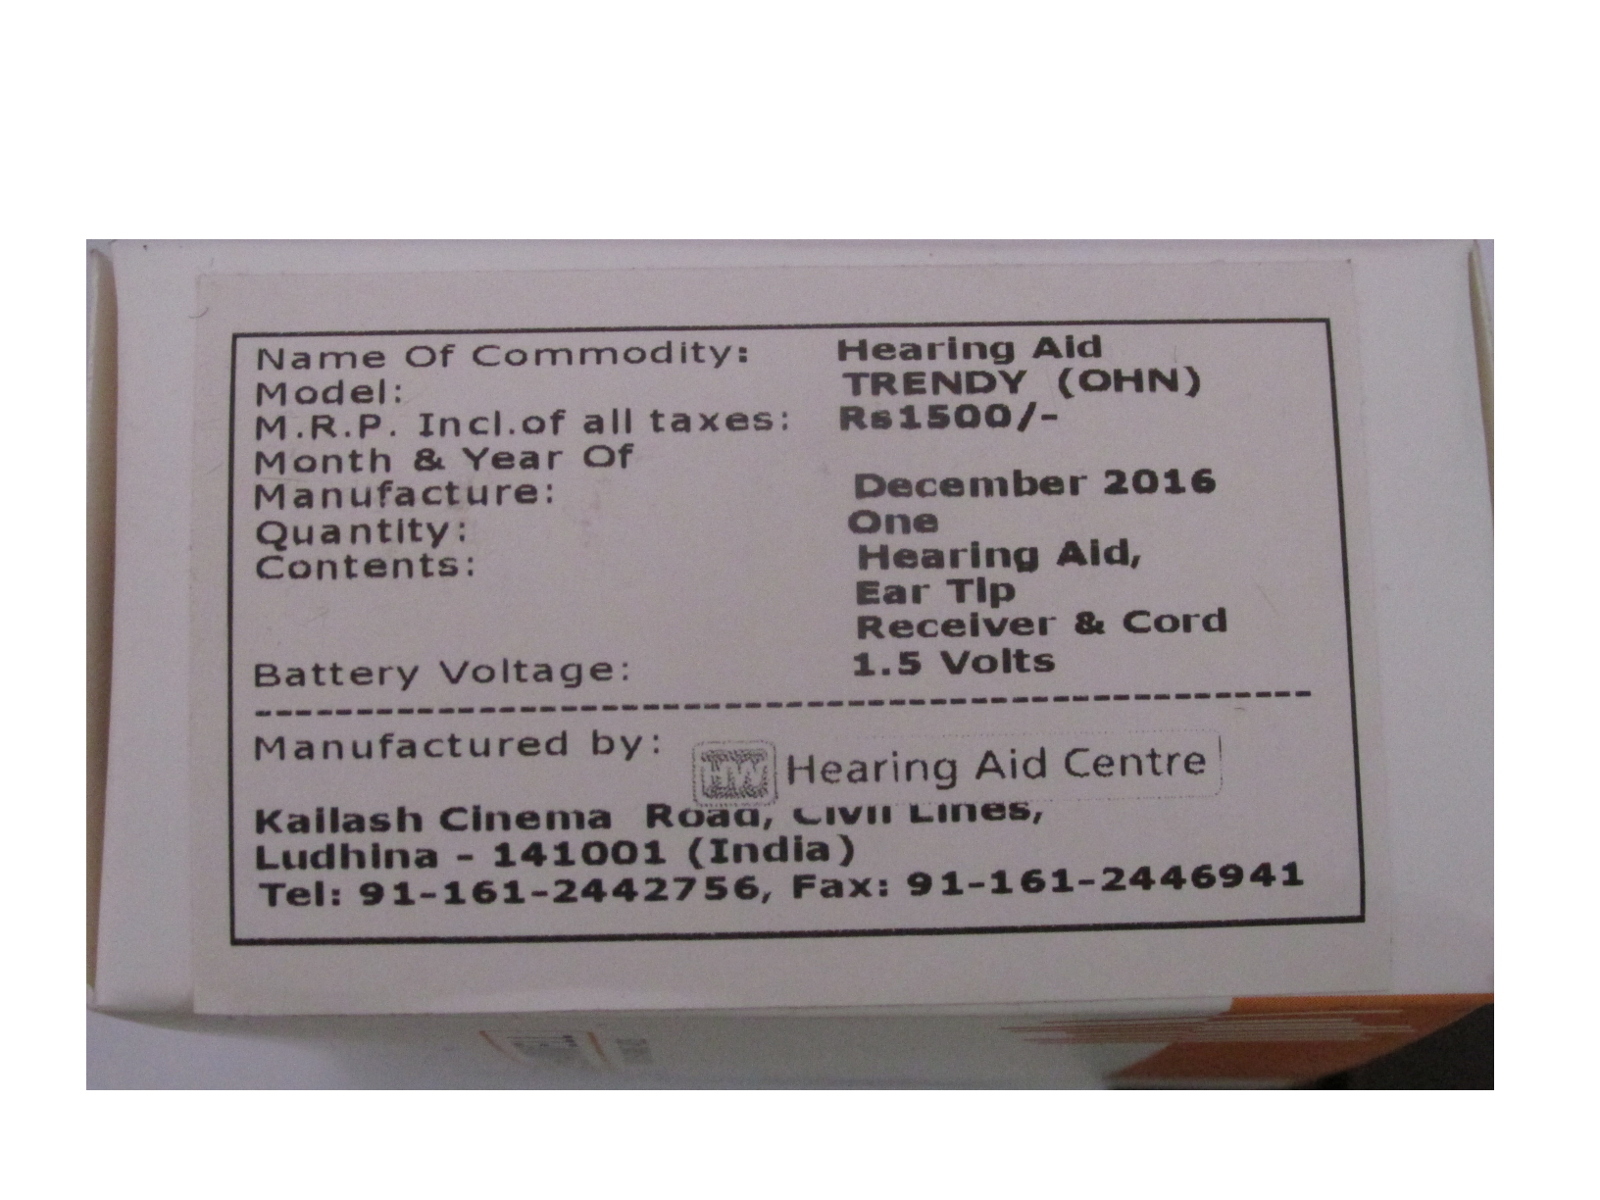 Name Of Commodity: Hearing Aid
Model: TRENDY (OHN)
M.R.P. Incl.of all taxes: Rs1500/-
Month & Year Of
Manufacture: December 2016
Quantity: One
Contents: Hearing Aid,
Ear Tip
Receiver & Cord
Battery Voltage: 1.5 Volts
Manufactured by: HW Hearing Aid Centre
Kailash Cinema Road, Civil Lines,
Ludhina - 141001 (India)
Tel: 91-161-2442756, Fax: 91-161-2446941